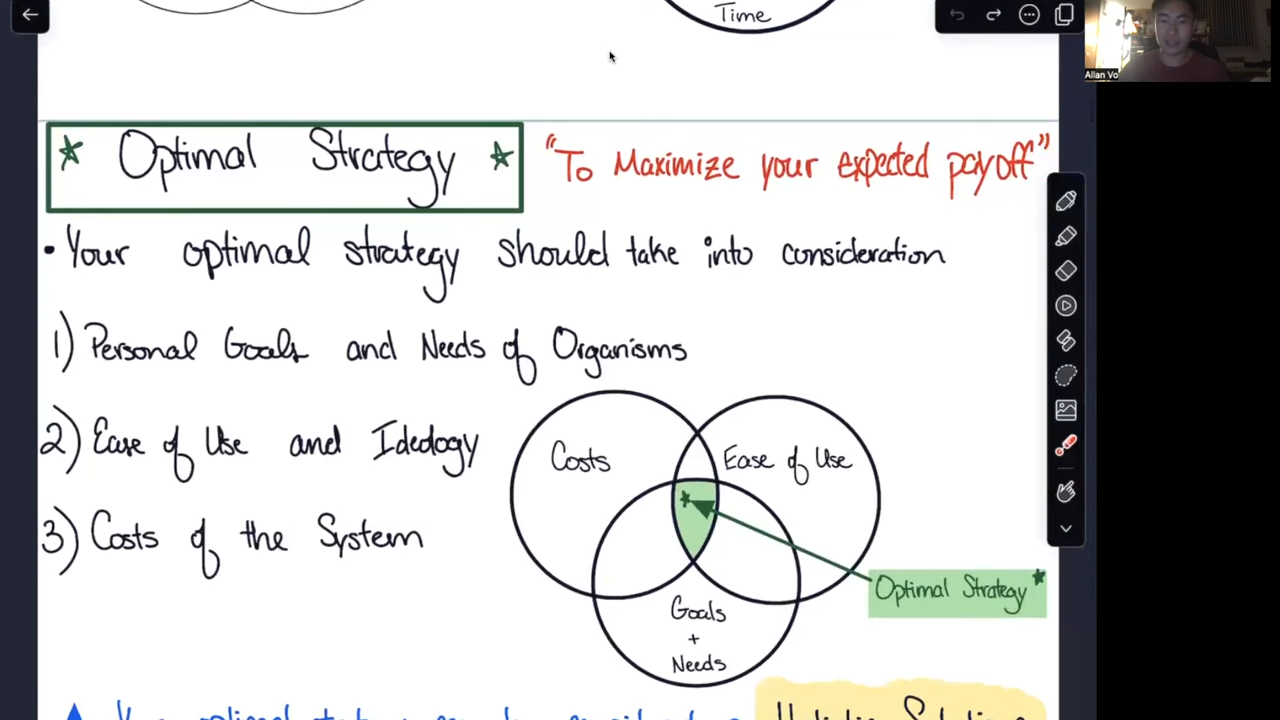 Time
Allan Vo
* Optimal Strategy *
"To Maximize your expected payoff"
• Your optimal strategy should take into consideration
1) Personal Goals and Needs of Organisms
2) Ease of Use and Ideology
3) Costs of the System
Costs
Ease of Use
Optimal Strategy *
Goals
+
Needs